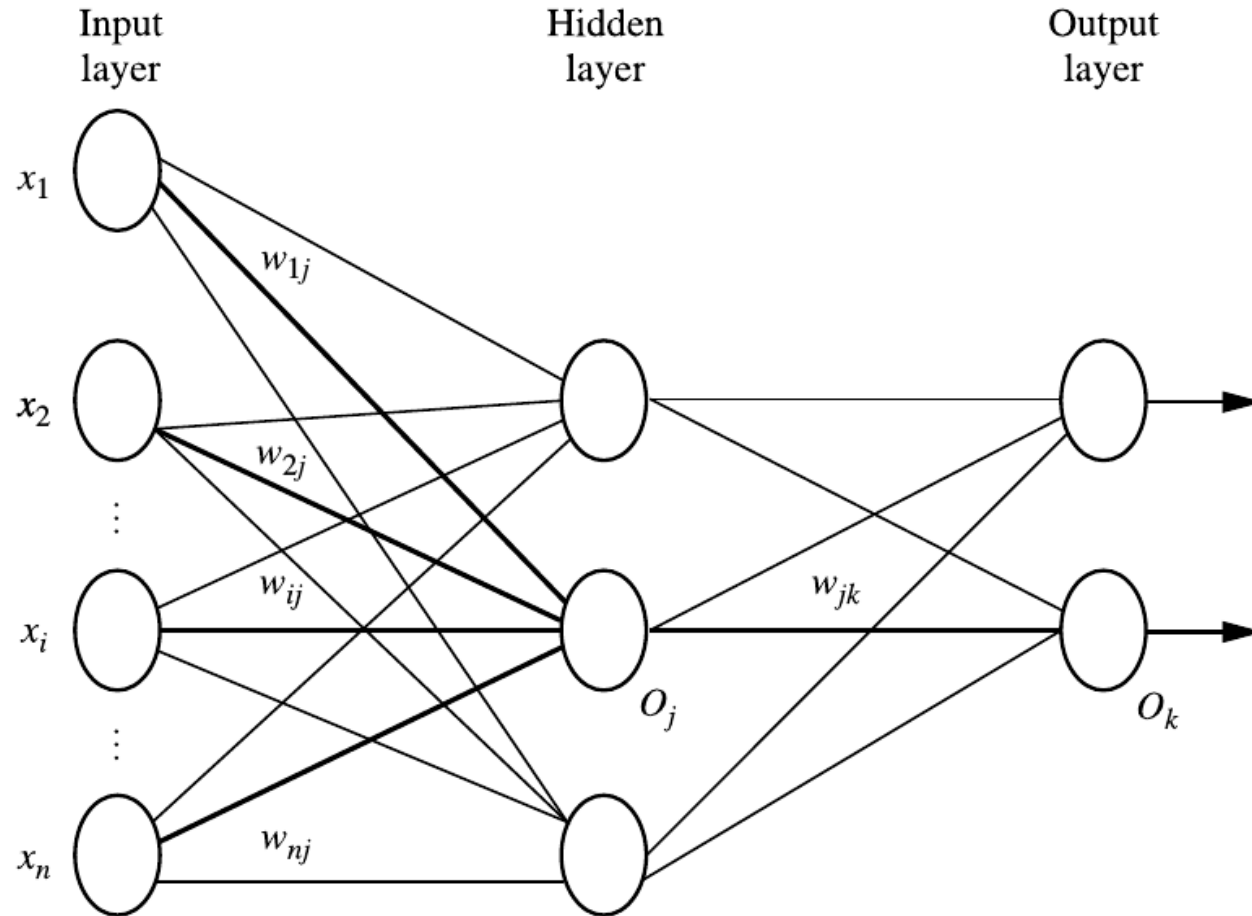 Input
layer
Hidden
layer
Output
layer
x₁
w₁ⱼ
x₂
w₂ⱼ
⋮
wᵢⱼ
wⱼₖ
xᵢ
Oⱼ
Oₖ
⋮
wₙⱼ
xₙ